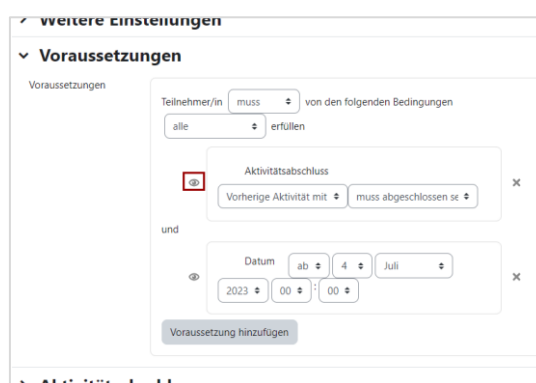 Weitere Einstellungen
Voraussetzungen
Voraussetzungen
Teilnehmer/in muss von den folgenden Bedingungen
alle erfüllen
Aktivitätsabschluss
Vorherige Aktivität mit muss abgeschlossen se
und
Datum ab 4 Juli
2023 00 : 00
Voraussetzung hinzufügen